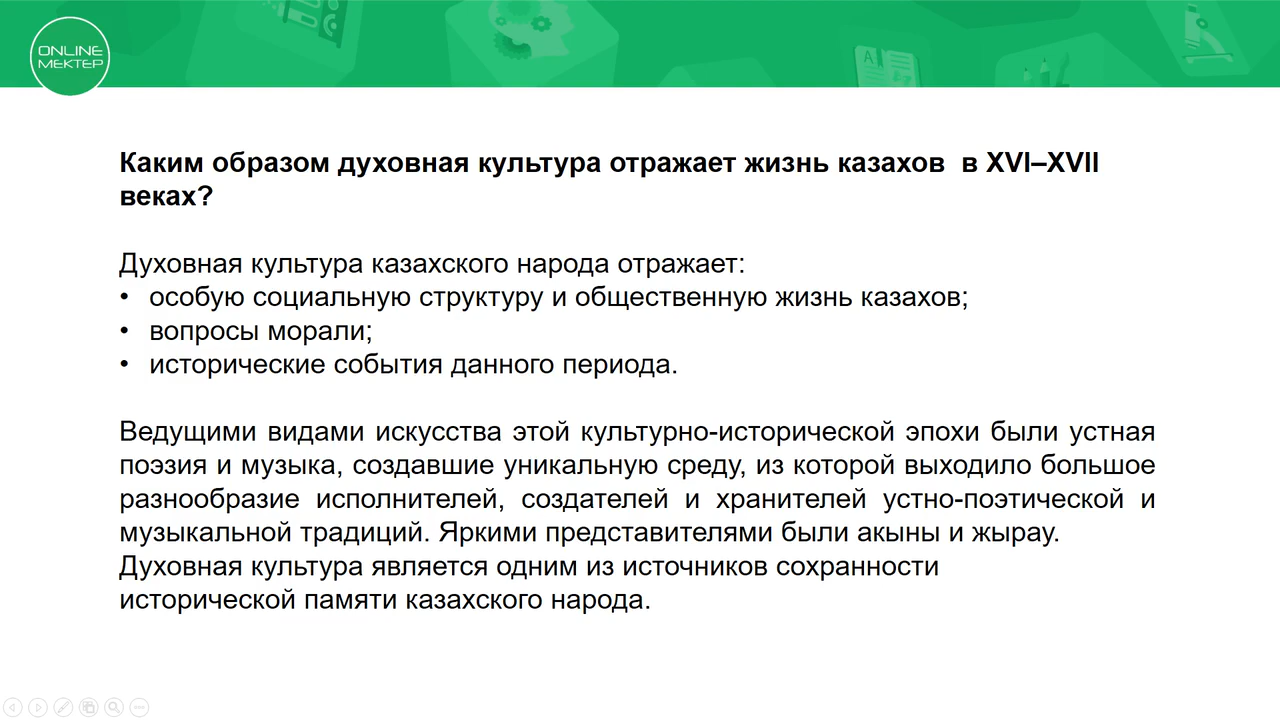 ONLINE
МЕКТЕР
Каким образом духовная культура отражает жизнь казахов в XVI–XVII
веках?
Духовная культура казахского народа отражает:
• особую социальную структуру и общественную жизнь казахов;
• вопросы морали;
• исторические события данного периода.
Ведущими видами искусства этой культурно-исторической эпохи были устная
поэзия и музыка, создавшие уникальную среду, из которой выходило большое
разнообразие исполнителей, создателей и хранителей устно-поэтической и
музыкальной традиций. Яркими представителями были акыны и жырау.
Духовная культура является одним из источников сохранности
исторической памяти казахского народа.